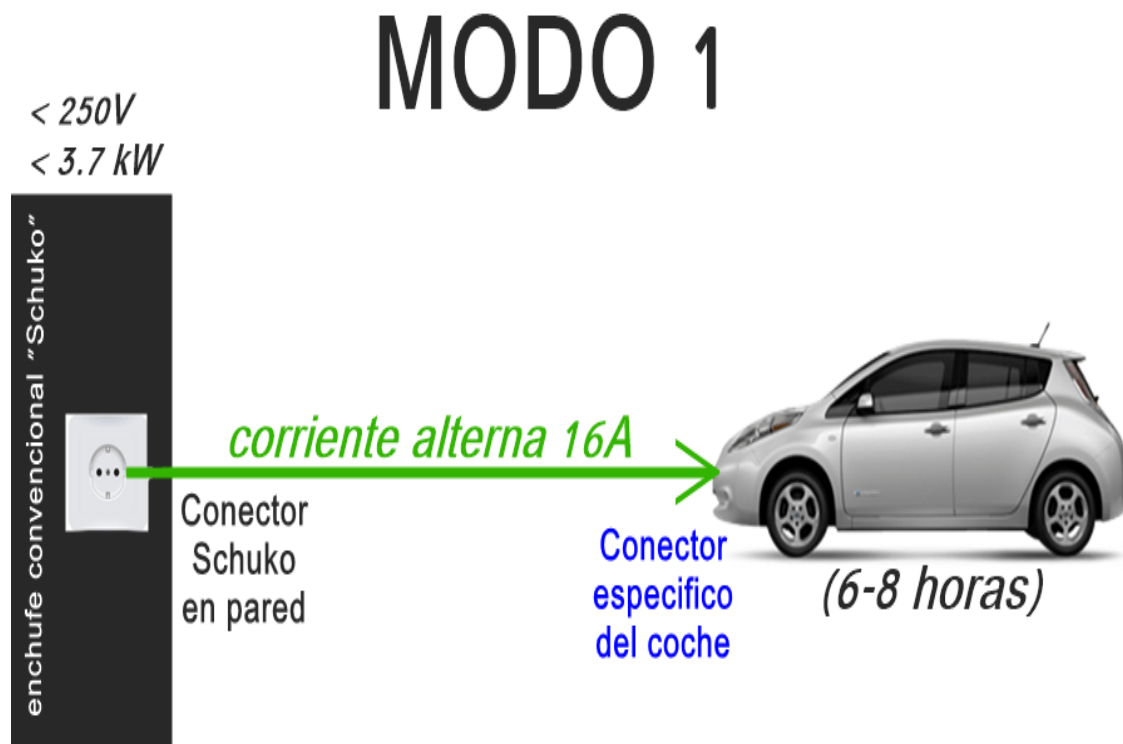 MODO 1
< 250V
< 3.7 kW
enchufe convencional "Schuko"
corriente alterna 16A
Conector
Schuko
en pared
Conector
especifico
del coche
(6-8 horas)